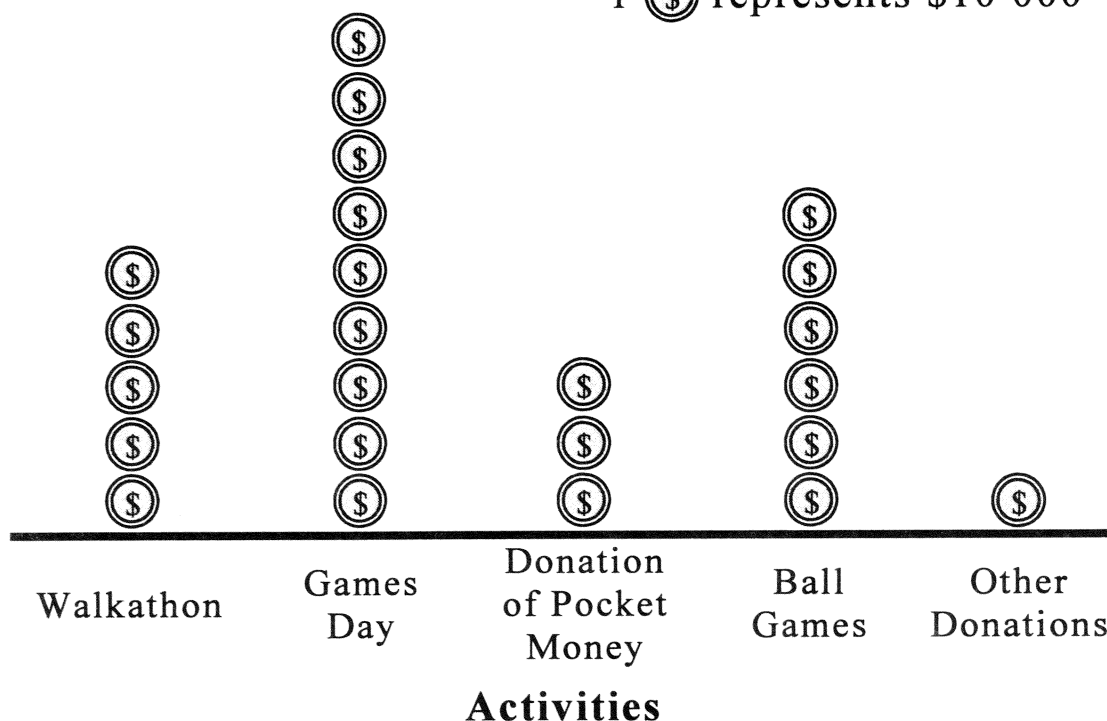 1 $ represents $10 000
$
$
$
$ $
$ $ $
$ $ $
$ $ $ $
$ $ $ $
$ $ $ $ $
Walkathon
Games
Day
Donation
of Pocket
Money
Ball
Games
Other
Donations
Activities